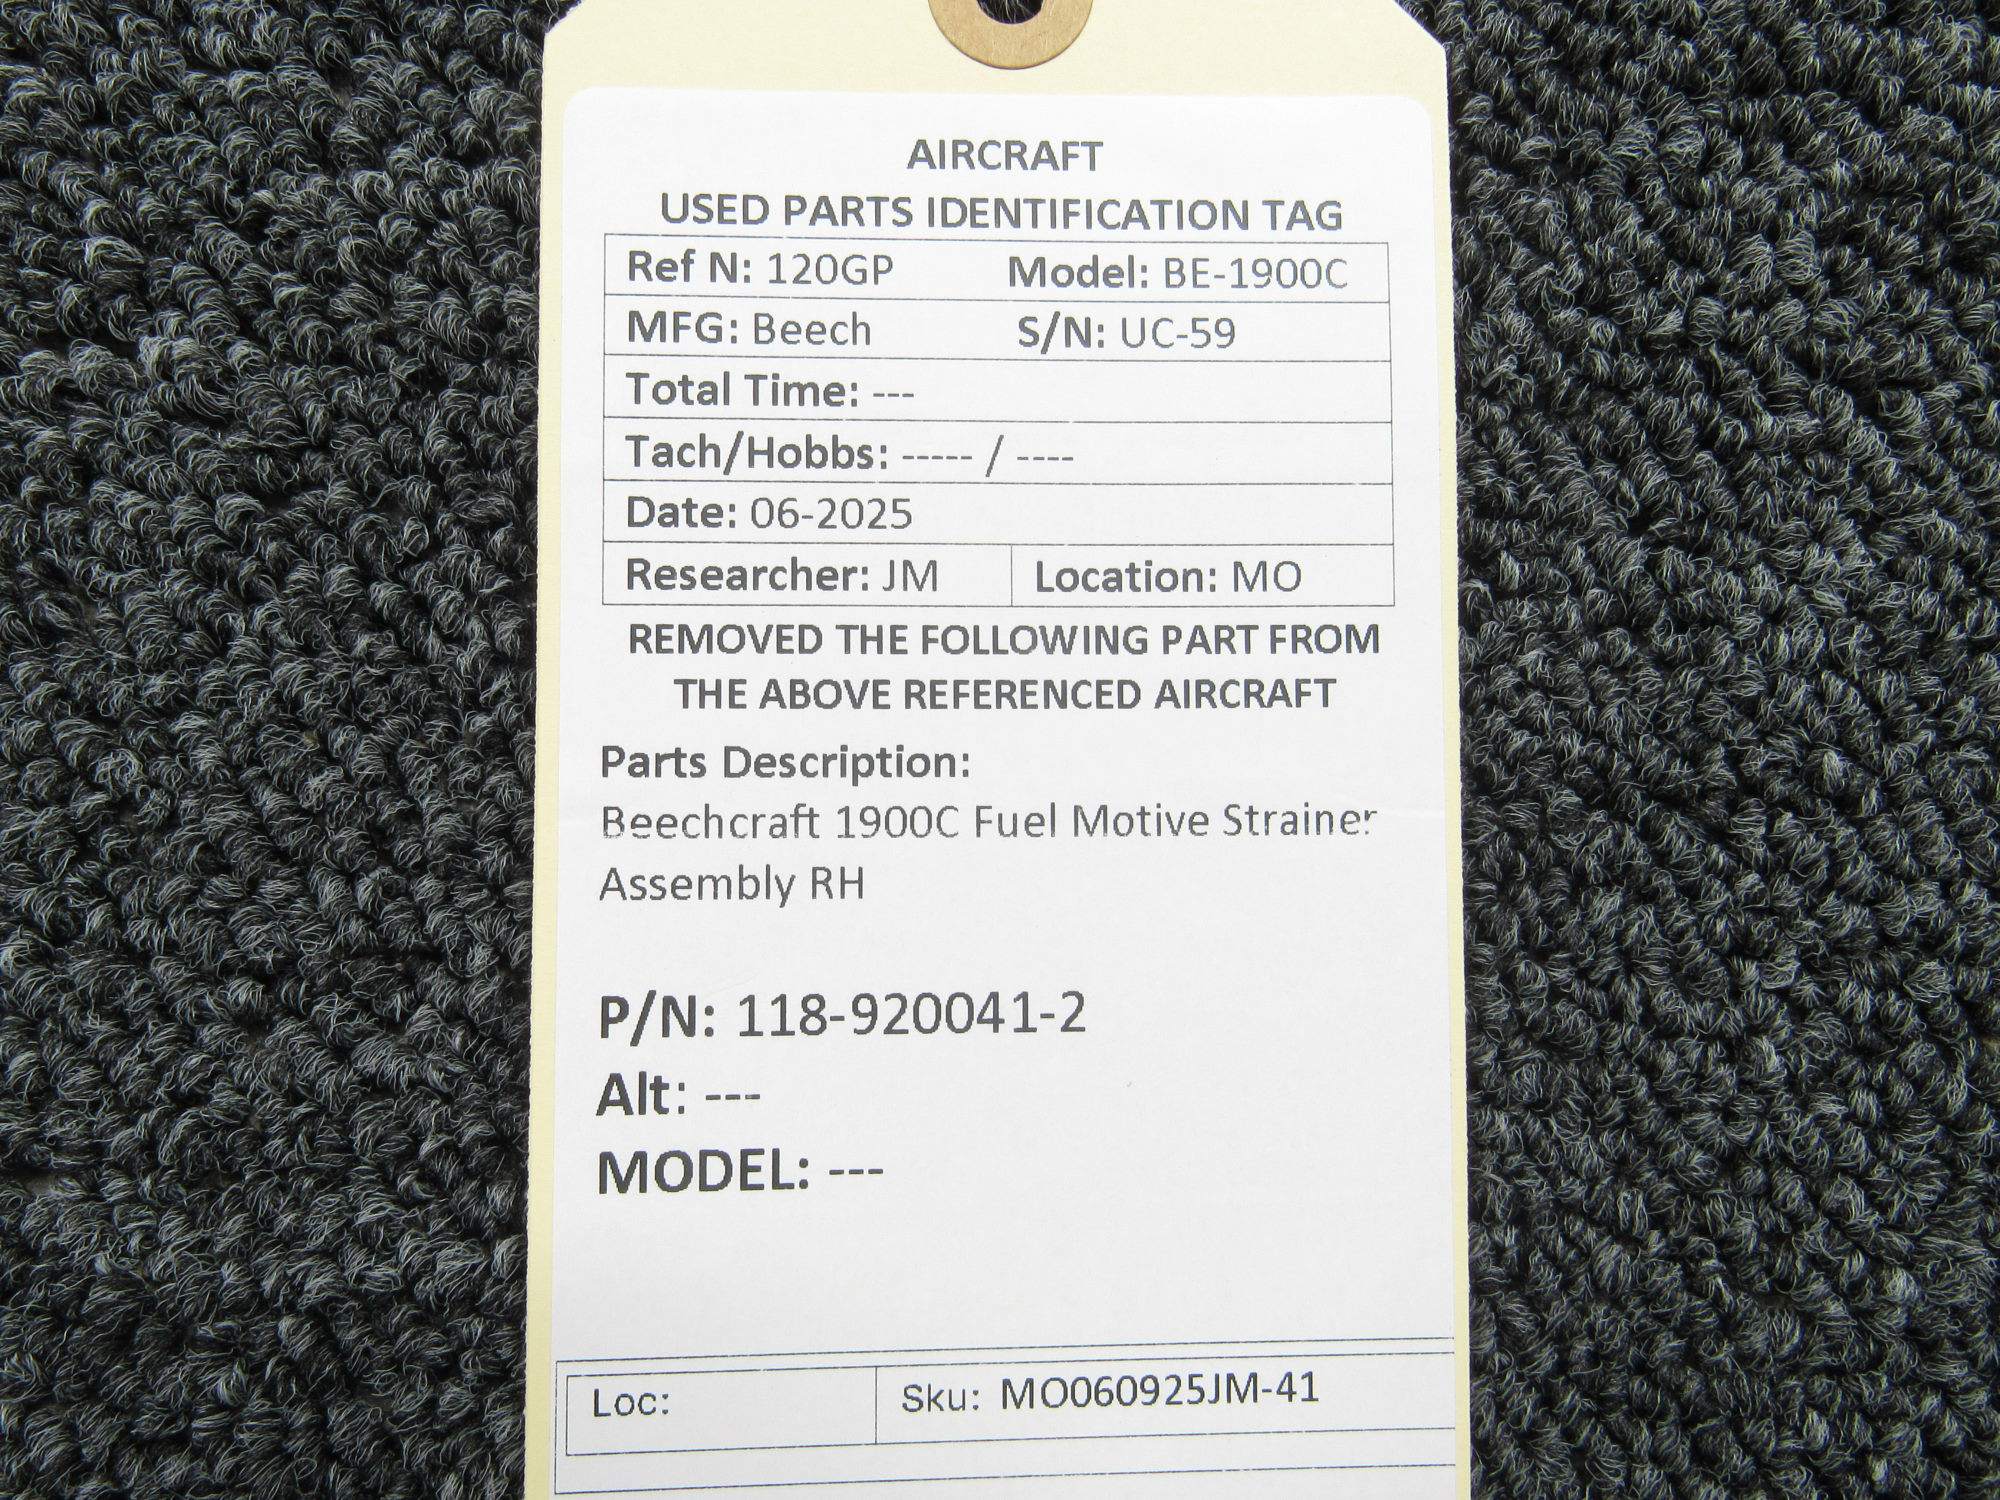 AIRCRAFT
USED PARTS IDENTIFICATION TAG
Ref N: 120GP Model: BE-1900C
MFG: Beech S/N: UC-59
Total Time: ---
Tach/Hobbs: ----- / ----
Date: 06-2025
Researcher: JM Location: MO
REMOVED THE FOLLOWING PART FROM
THE ABOVE REFERENCED AIRCRAFT
Parts Description:
Beechcraft 1900C Fuel Motive Strainer
Assembly RH
P/N: 118-920041-2
Alt: ---
MODEL: ---
Loc: Sku: MO060925JM-41